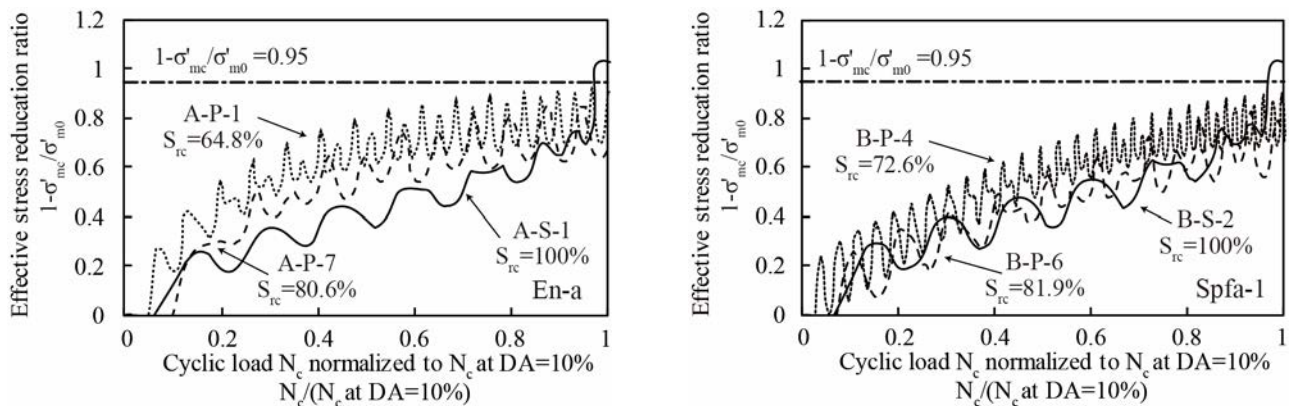 Effective stress reducation ratio
1-σ'mc/σ'm0
1-σ'mc/σ'm0 =0.95
1
0.8
0.6
0.4
0.2
0
A-P-1
Src=64.8%
A-P-7
Src=80.6%
A-S-1
Src=100%
En-a
0 0.2 0.4 0.6 0.8 1
Cyclic load Nc normalized to Nc at DA=10%
Nc/(Nc at DA=10%)
Effective stress reducation ratio
1-σ'mc/σ'm0
1-σ'mc/σ'm0 =0.95
1
0.8
0.6
0.4
0.2
0
B-P-4
Src=72.6%
B-P-6
Src=81.9%
B-S-2
Src=100%
Spfa-1
0 0.2 0.4 0.6 0.8 1
Cyclic load Nc normalized to Nc at DA=10%
Nc/(Nc at DA=10%)